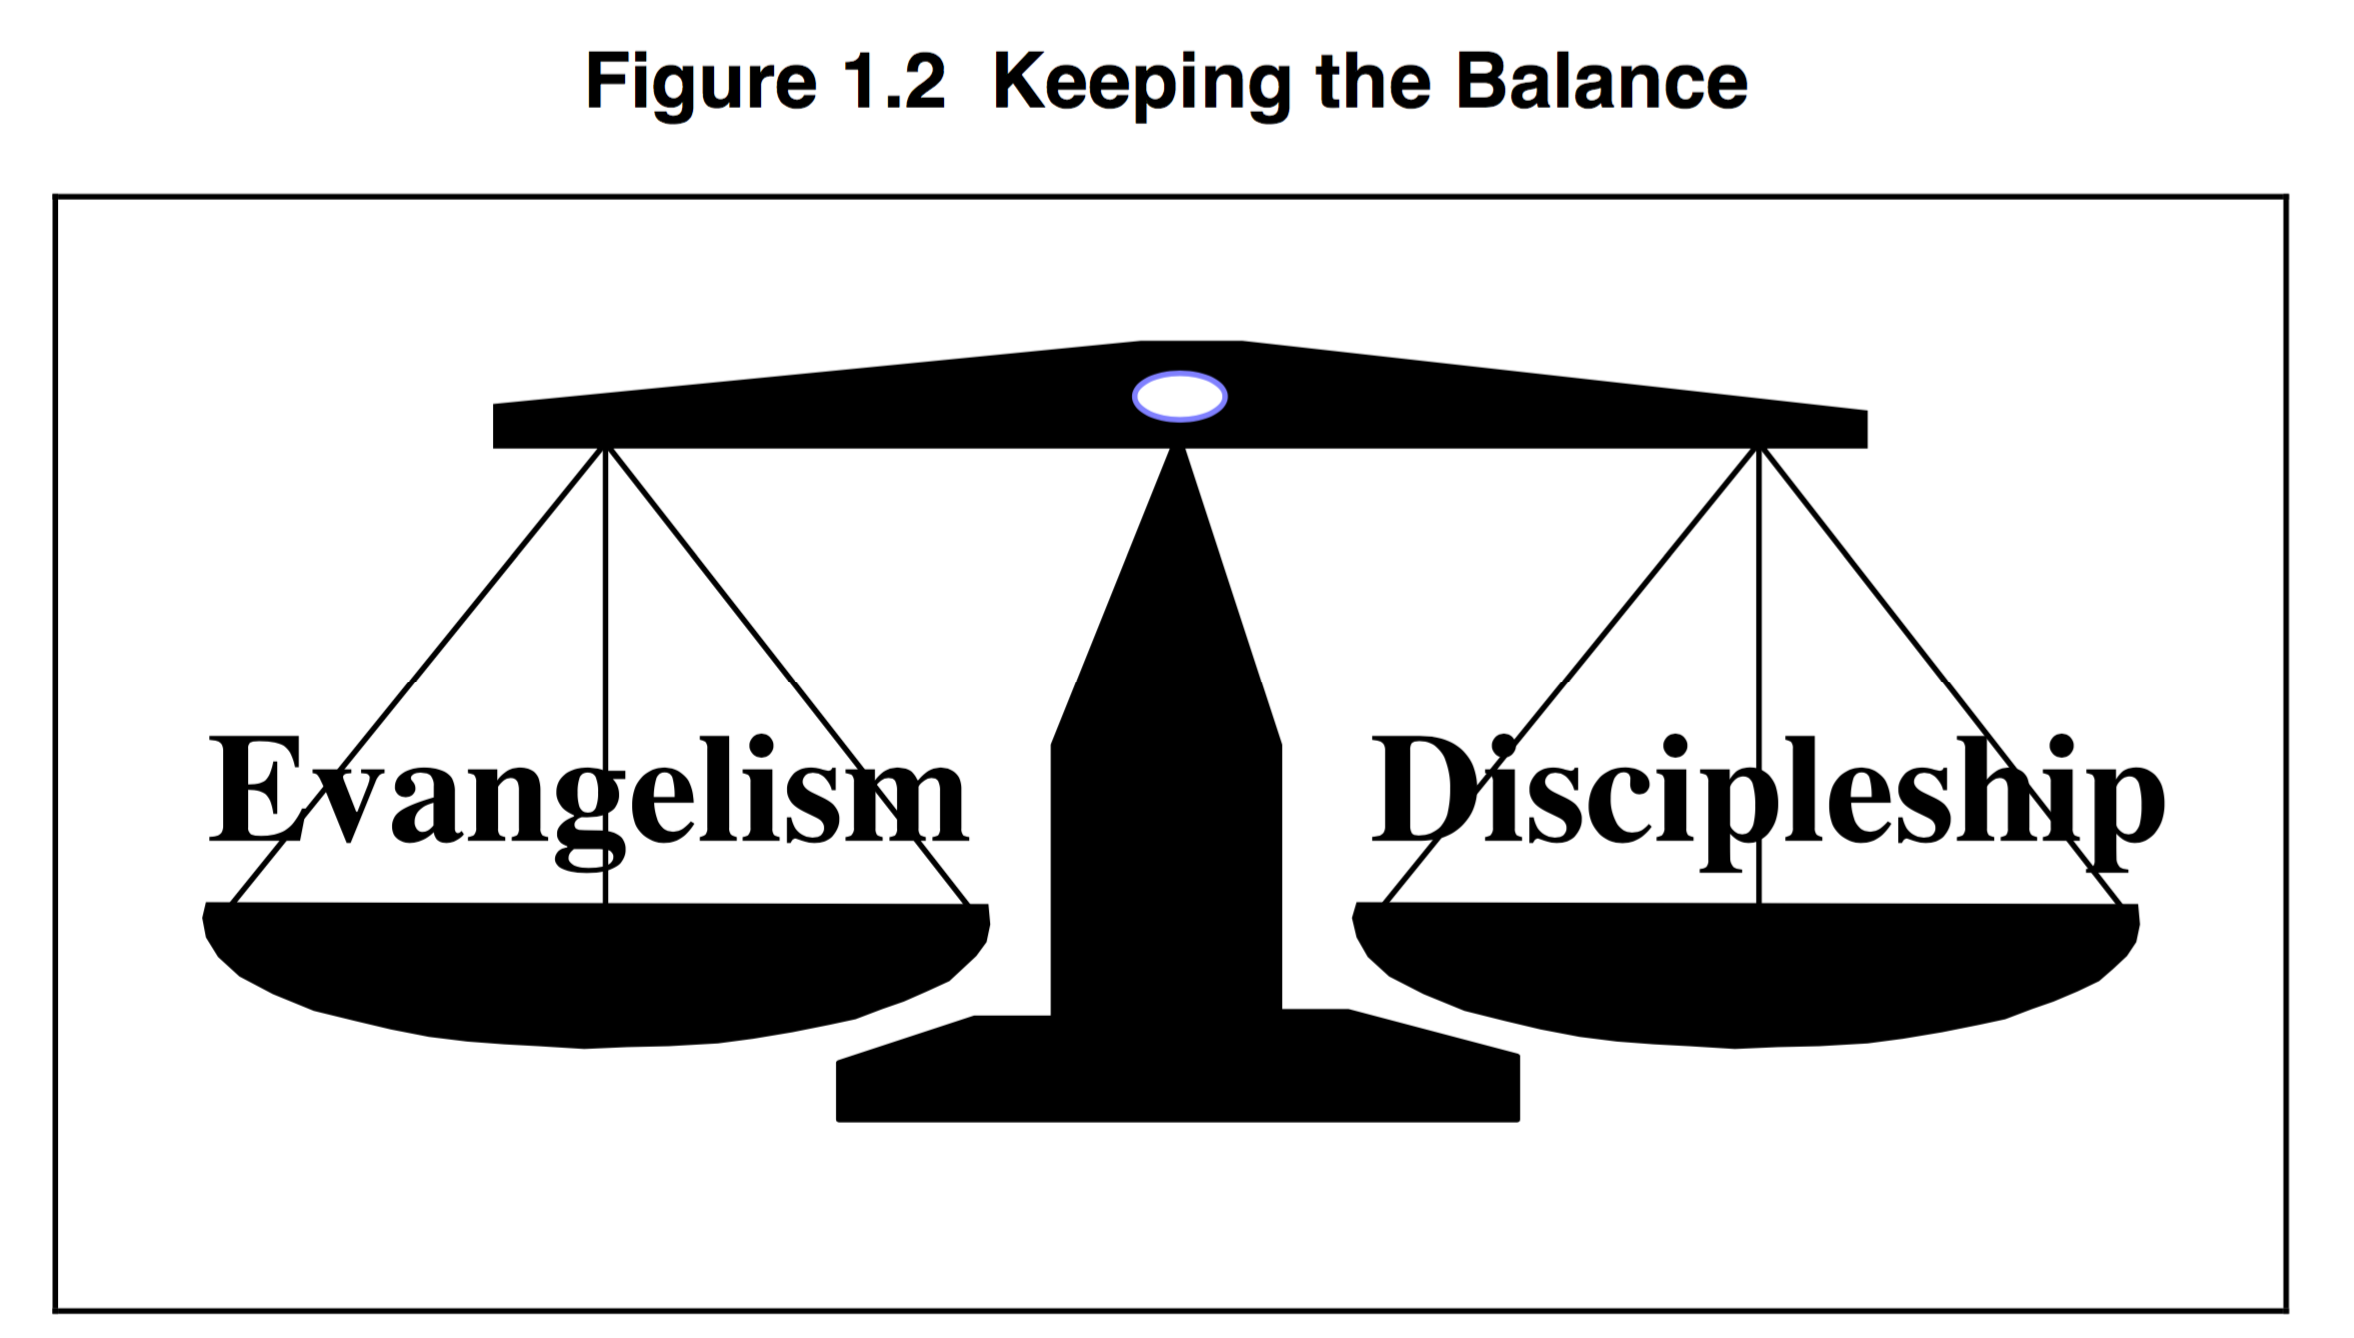 Figure 1.2 Keeping the Balance
Evangelism
Discipleship